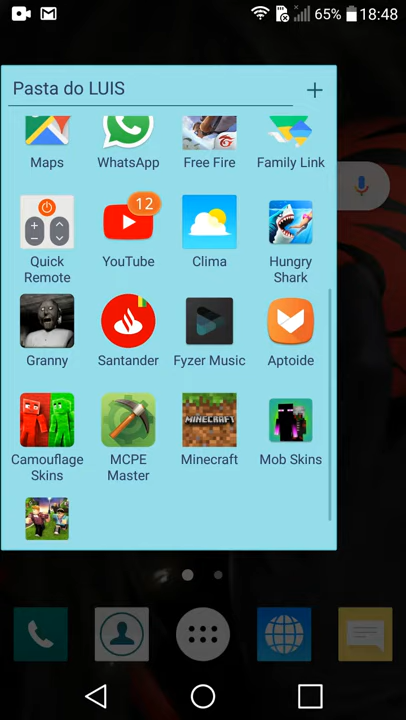 65% 18:48
Pasta do LUIS +
Maps WhatsApp Free Fire Family Link
12
Quick Remote YouTube Clima Hungry Shark
Granny Santander Fyzer Music Aptoide
MINECRAFT
Camouflage Skins MCPE Master Minecraft Mob Skins